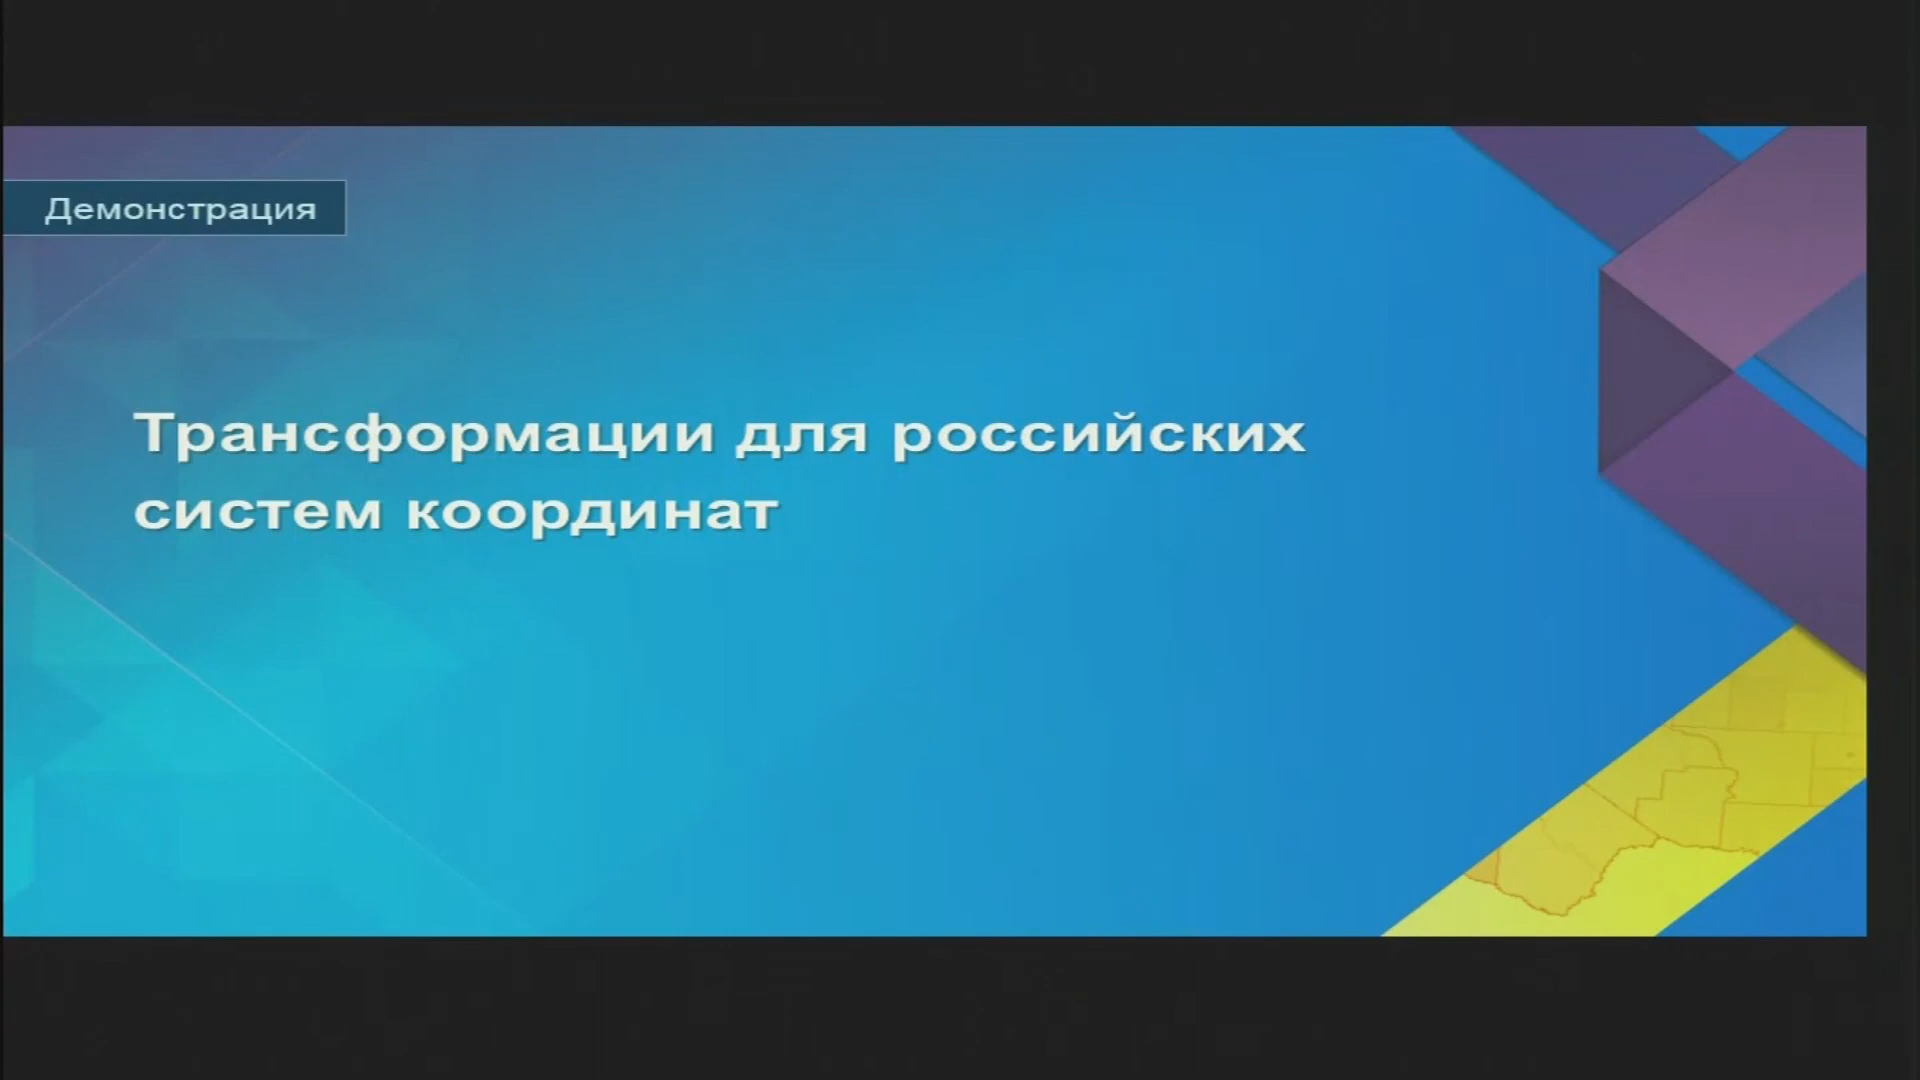 Демонстрация
Трансформации для российских
систем координат